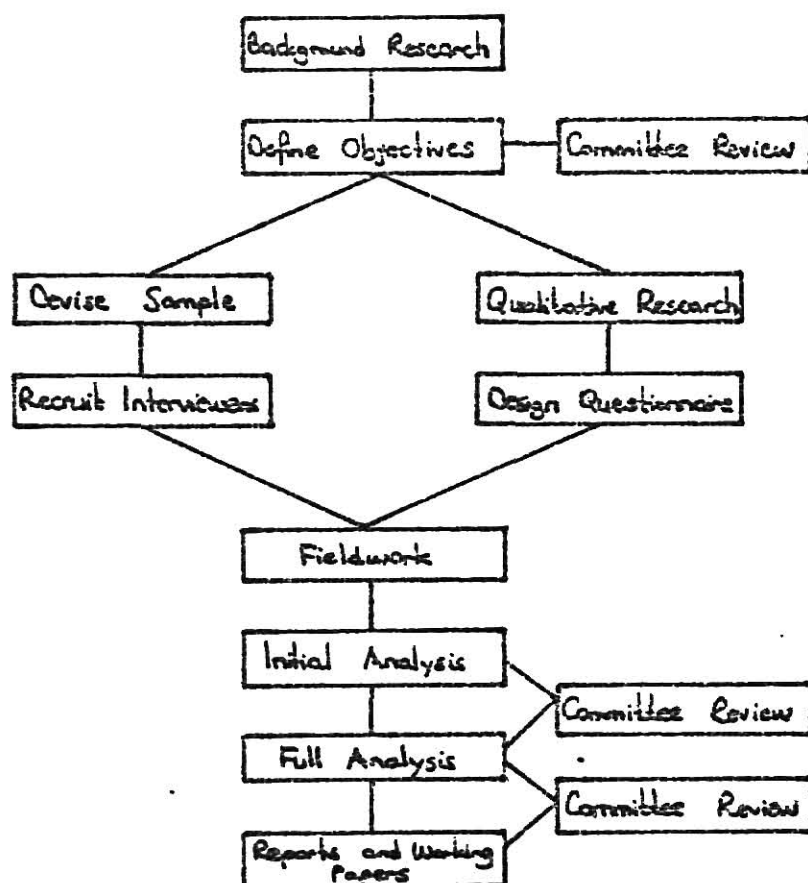 Background Research
Define Objectives
Committee Review
Devise Sample
Qualitative Research
Recruit Interviewers
Design Questionnaire
Fieldwork
Initial Analysis
Committee Review
Full Analysis
Committee Review
Reports and Working
Papers